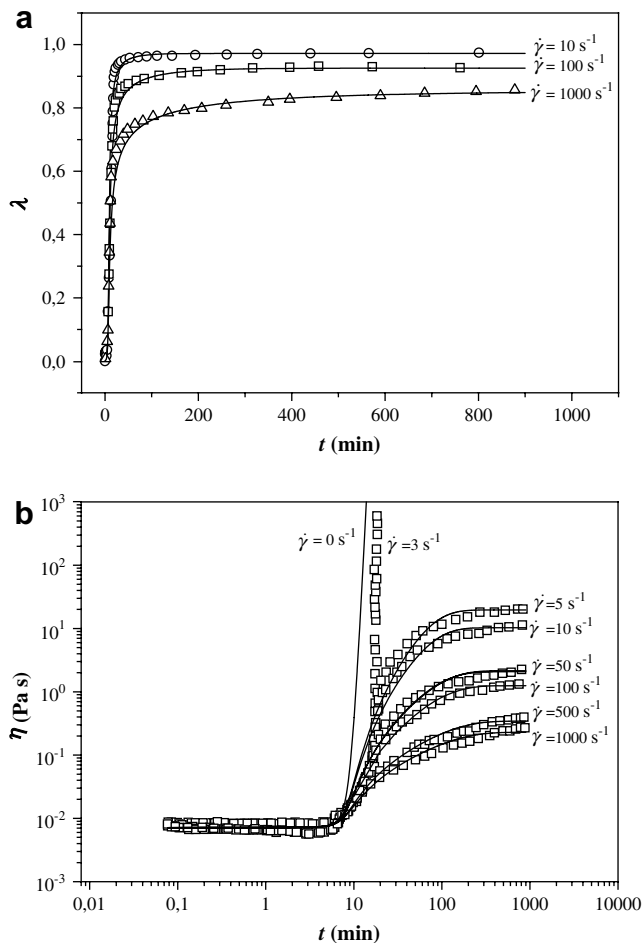 a
1,0
0,8
0,6
0,4
0,2
0,0
λ
γ̇ = 10 s⁻¹
γ̇ = 100 s⁻¹
γ̇ = 1000 s⁻¹
0 200 400 600 800 1000
t (min)
b
10³
10²
10¹
10⁰
10⁻¹
10⁻²
10⁻³
η (Pa s)
γ̇ = 0 s⁻¹
γ̇ =3 s⁻¹
γ̇ =5 s⁻¹
γ̇ =10 s⁻¹
γ̇ =50 s⁻¹
γ̇ =100 s⁻¹
γ̇ =500 s⁻¹
γ̇ =1000 s⁻¹
0,01 0,1 1 10 100 1000 10000
t (min)